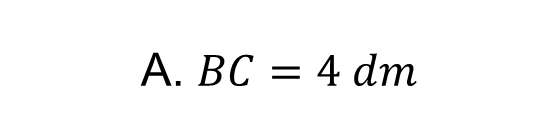 A. BC = 4 dm